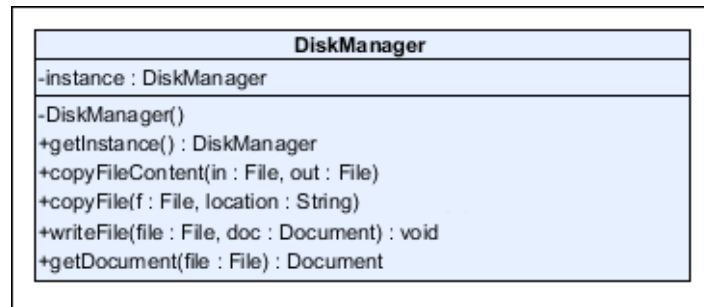 DiskManager
-instance : DiskManager
-DiskManager()
+getInstance() : DiskManager
+copyFileContent(in : File, out : File)
+copyFile(f : File, location : String)
+writeFile(file : File, doc : Document) : void
+getDocument(file : File) : Document